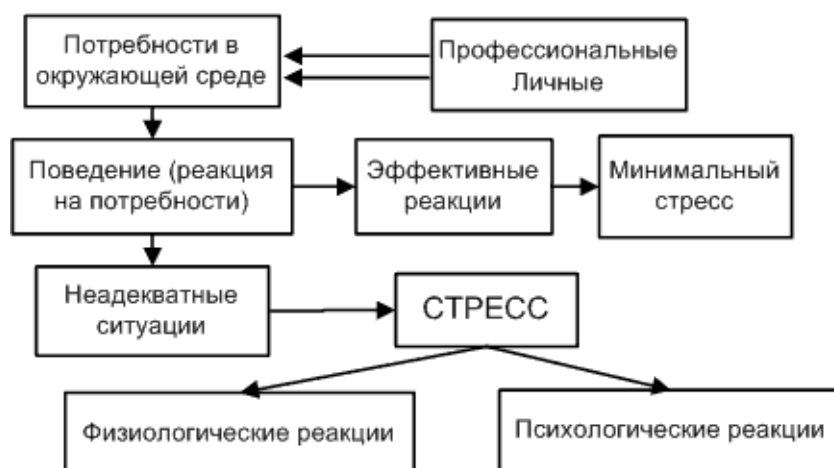 Потребности в
окружающей среде
Профессиональные
Личные
Поведение (реакция
на потребности)
Эффективные
реакции
Минимальный
стресс
Неадекватные
ситуации
СТРЕСС
Физиологические реакции
Психологические реакции